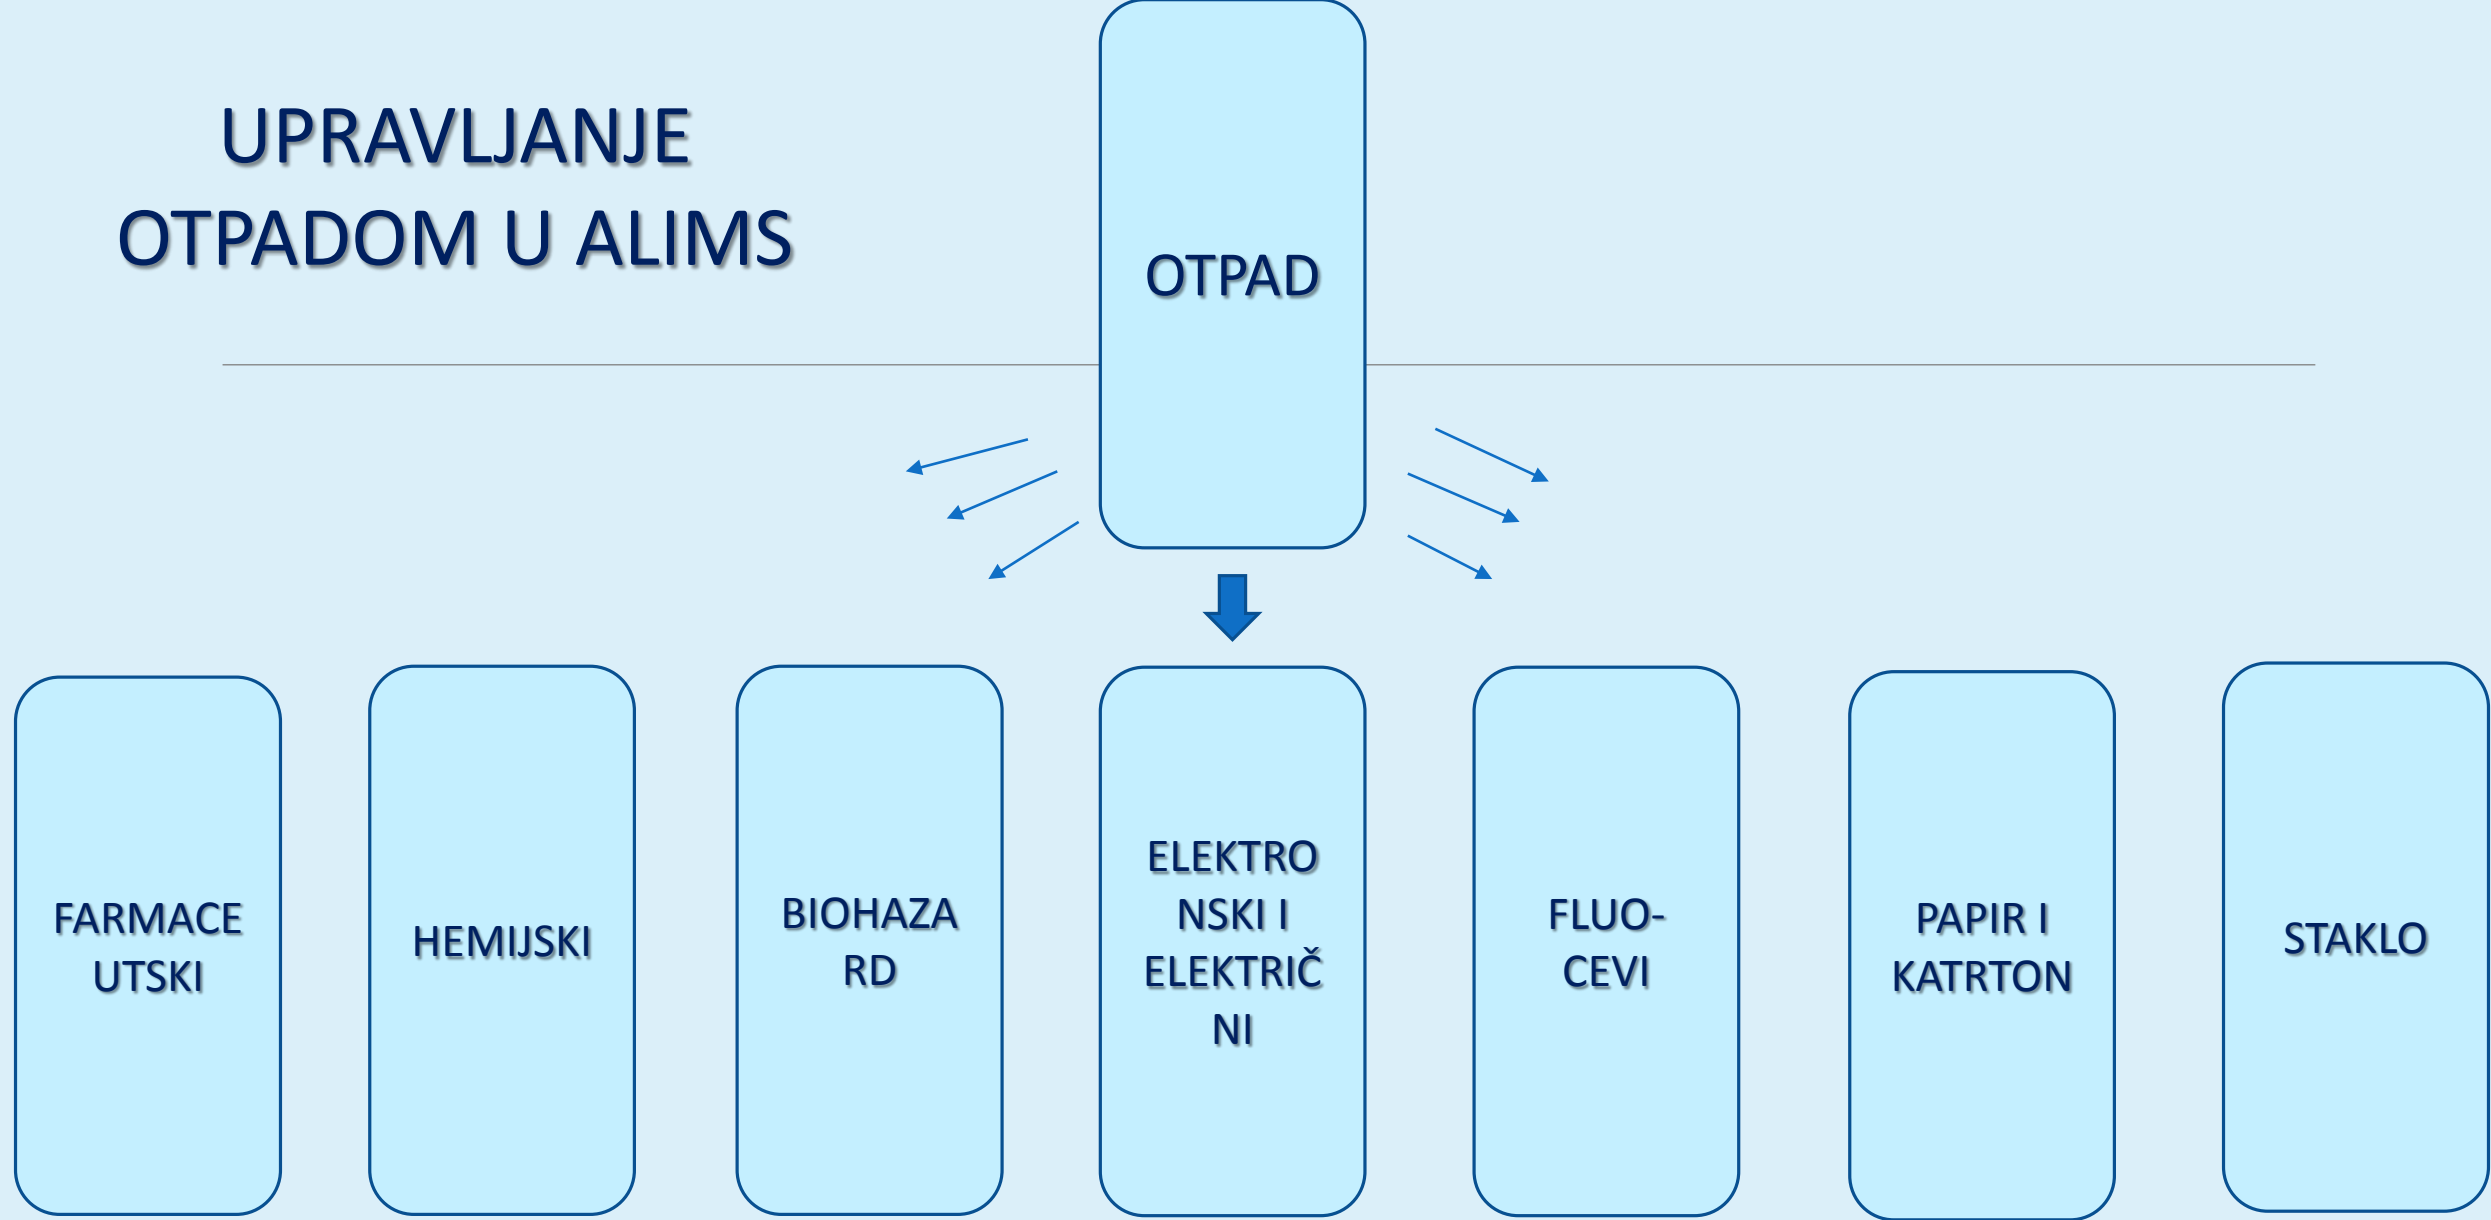 UPRAVLJANJE
OTPADOM U ALIMS
OTPAD
FARMACE
UTSKI
HEMIJSKI
BIOHAZA
RD
ELEKTRO
NSKI I
ELEKTRIČ
NI
FLUO-
CEVI
PAPIR I
KATRTON
STAKLO